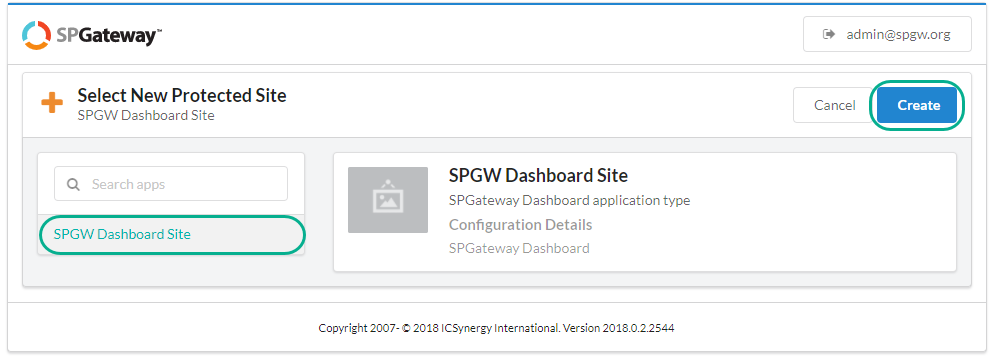 SPGateway™
admin@spgw.org
Select New Protected Site
SPGW Dashboard Site
Cancel
Create
Search apps
SPGW Dashboard Site
SPGW Dashboard Site
SPGateway Dashboard application type
Configuration Details
SPGateway Dashboard
Copyright 2007- © 2018 ICSynergy International. Version 2018.0.2.2544